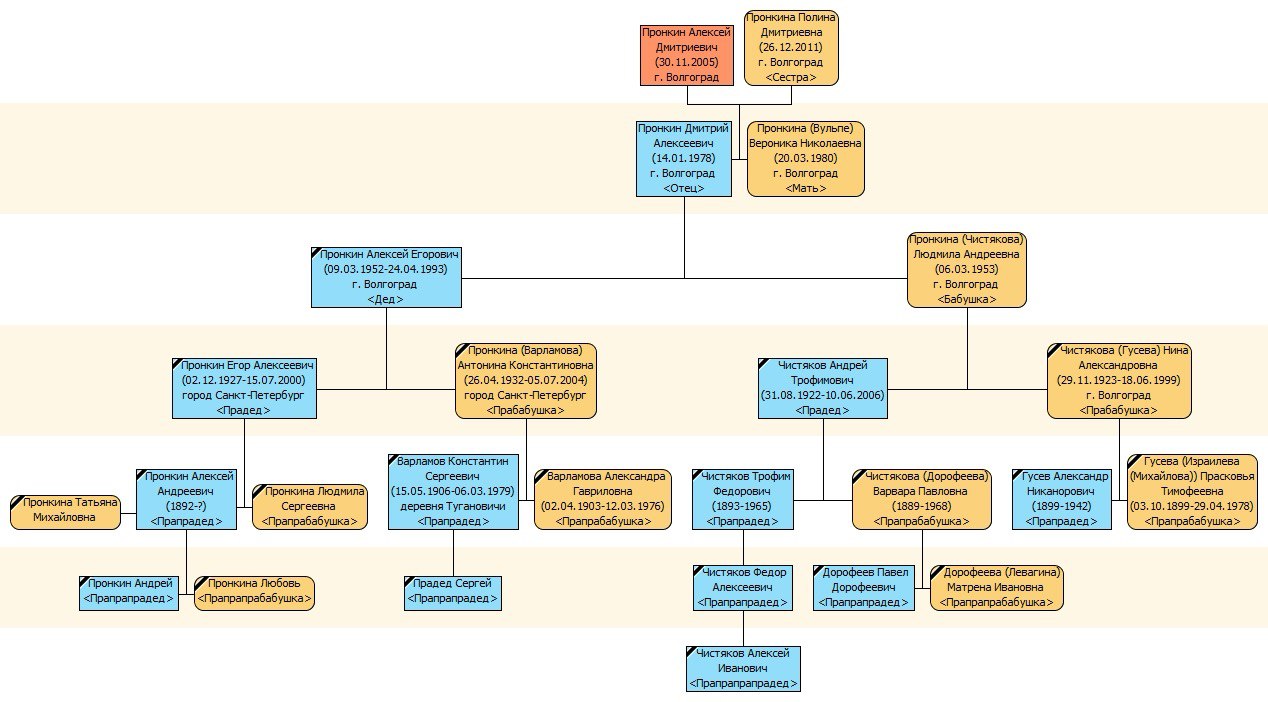 Пронкин Алексей
Дмитриевич
(30.11.2005)
г. Волгоград
Пронкина Полина
Дмитриевна
(26.12.2011)
г. Волгоград
<Сестра>
Пронкин Дмитрий
Алексеевич
(14.01.1978)
г. Волгоград
<Отец>
Пронкина (Вульпе)
Вероника Николаевна
(20.03.1980)
г. Волгоград
<Мать>
Пронкин Алексей Егорович
(09.03.1952-24.04.1993)
г. Волгоград
<Дед>
Пронкина (Чистякова)
Людмила Андреевна
(06.03.1953)
г. Волгоград
<Бабушка>
Пронкин Егор Алексеевич
(02.12.1927-15.07.2000)
город Санкт-Петербург
<Прадед>
Пронкина (Варламова)
Антонина Константиновна
(26.04.1932-05.07.2004)
город Санкт-Петербург
<Прабабушка>
Чистяков Андрей
Трофимович
(31.08.1922-10.06.2006)
<Прадед>
Чистякова (Гусева) Нина
Александровна
(29.11.1923-18.06.1999)
г. Волгоград
<Прабабушка>
Пронкина Татьяна
Михайловна
Пронкин Алексей
Андреевич
(1892-?)
<Прапрадед>
Пронкина Людмила
Сергеевна
<Прапрабабушка>
Варламов Константин
Сергеевич
(15.05.1906-06.03.1979)
деревня Тугановичи
<Прапрадед>
Варламова Александра
Гавриловна
(02.04.1903-12.03.1976)
<Прапрабабушка>
Чистяков Трофим
Федорович
(1893-1965)
<Прапрадед>
Чистякова (Дорофеева)
Варвара Павловна
(1889-1968)
<Прапрабабушка>
Гусев Александр
Никанорович
(1899-1942)
<Прапрадед>
Гусева (Израилева
(Михайлова)) Прасковья
Тимофеевна
(03.10.1899-29.04.1978)
<Прапрабабушка>
Пронкин Андрей
<Прапрапрадед>
Пронкина Любовь
<Прапрапрабабушка>
Прадед Сергей
<Прапрапрадед>
Чистяков Федор
Алексеевич
<Прапрапрадед>
Дорофеев Павел
Дорофеевич
<Прапрапрадед>
Дорофеева (Левагина)
Матрена Ивановна
<Прапрапрабабушка>
Чистяков Алексей
Иванович
<Прапрапрапрадед>